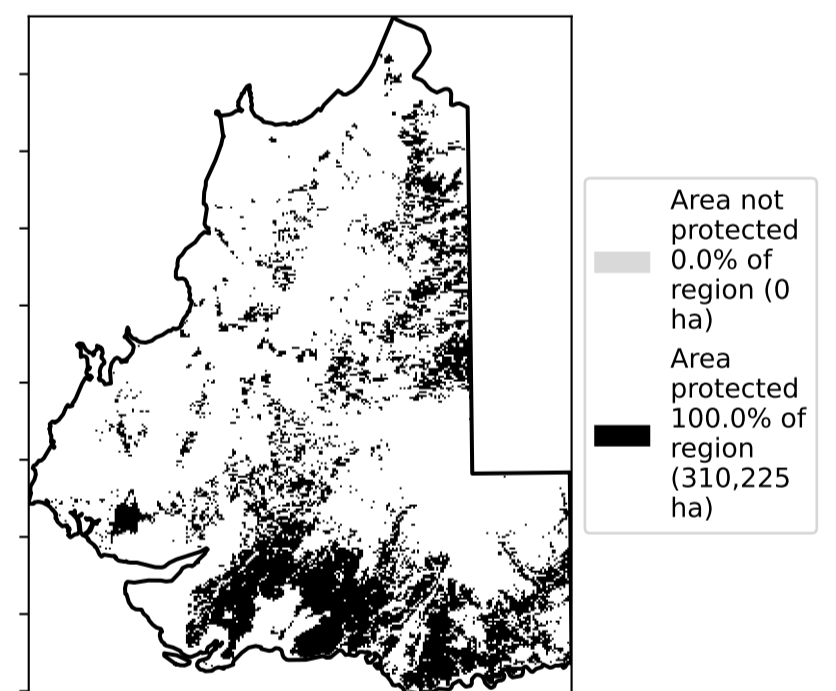 Area not
protected
0.0% of
region (0
ha)
Area
protected
100.0% of
region
(310,225
ha)